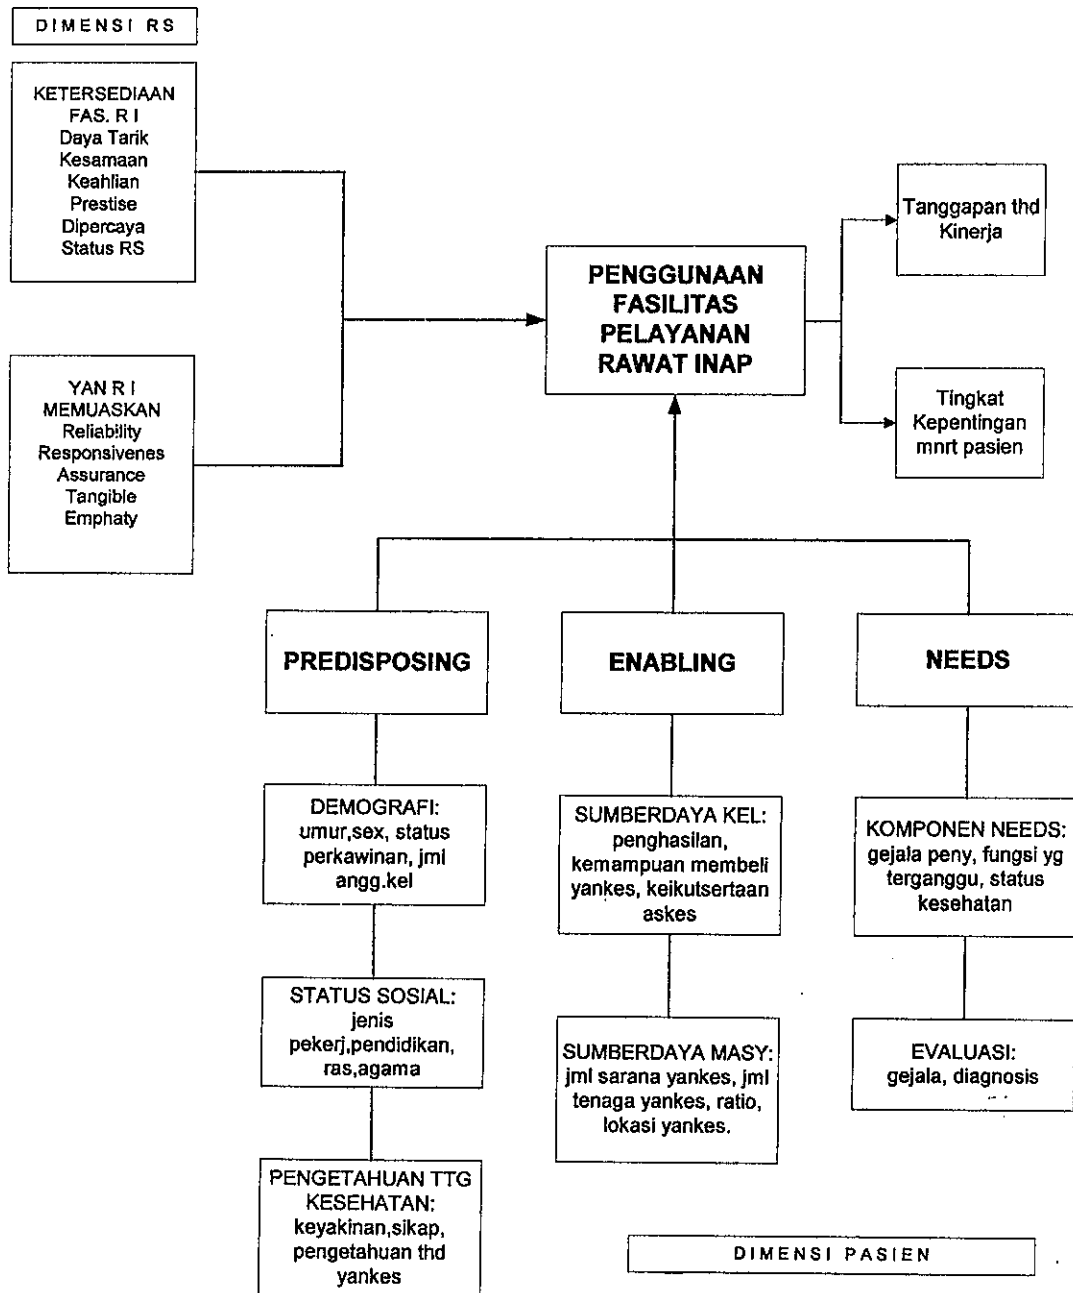 DIMENSI RS
KETERSEDIAAN
FAS. R I
Daya Tarik
Kesamaan
Keahlian
Prestise
Dipercaya
Status RS
YAN R I
MEMUASKAN
Reliability
Responsivenes
Assurance
Tangible
Emphaty
PENGGUNAAN
FASILITAS
PELAYANAN
RAWAT INAP
Tanggapan thd
Kinerja
Tingkat
Kepentingan
mnrt pasien
PREDISPOSING
DEMOGRAFI:
umur,sex, status
perkawinan, jml
angg.kel
STATUS SOSIAL:
jenis
pekerj,pendidikan,
ras,agama
PENGETAHUAN TTG
KESEHATAN:
keyakinan,sikap,
pengetahuan thd
yankes
ENABLING
SUMBERDAYA KEL:
penghasilan,
kemampuan membeli
yankes, keikutsertaan
askes
SUMBERDAYA MASY:
jml sarana yankes, jml
tenaga yankes, ratio,
lokasi yankes.
NEEDS
KOMPONEN NEEDS:
gejala peny, fungsi yg
terganggu, status
kesehatan
EVALUASI:
gejala, diagnosis
DIMENSI PASIEN